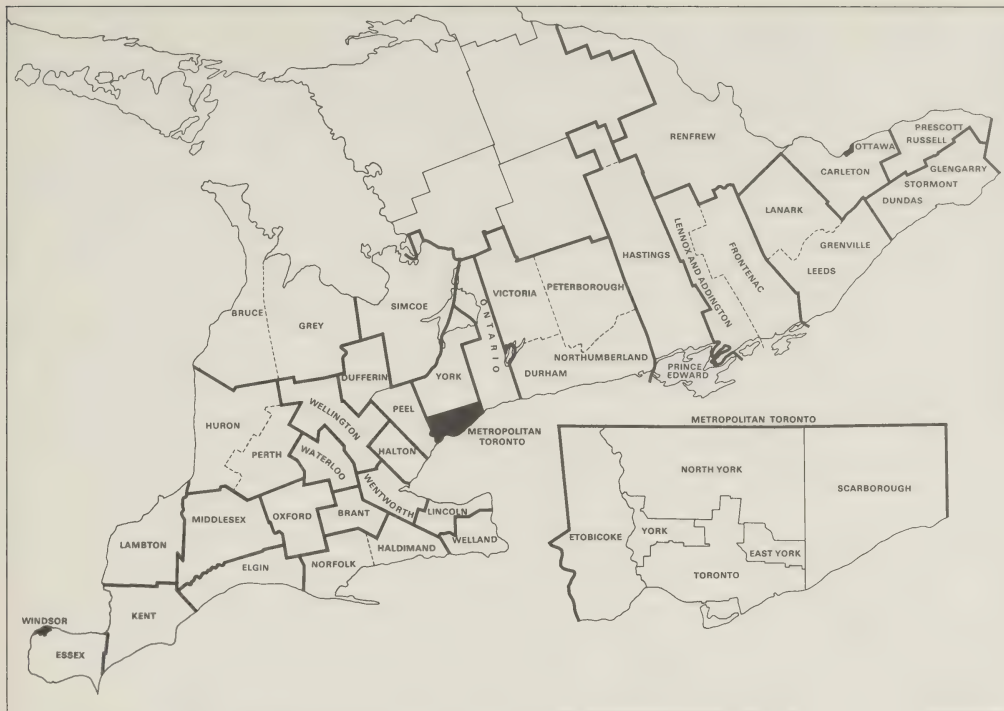 PRESCOTT
RUSSELL
OTTAWA
RENFREW
GLENGARRY
CARLETON
STORMONT
DUNDAS
LANARK
GRENVILLE
LEEDS
FRONTENAC
LENNOX AND ADDINGTON
HASTINGS
PETERBOROUGH
VICTORIA
ONTARIO
SIMCOE
BRUCE
GREY
NORTHUMBERLAND
DURHAM
PRINCE
EDWARD
YORK
DUFFERIN
PEEL
WELLINGTON
HURON
METROPOLITAN
TORONTO
HALTON
PERTH
WATERLOO
WENTWORTH
LINCOLN
WELLAND
BRANT
OXFORD
MIDDLESEX
HALDIMAND
NORFOLK
ELGIN
LAMBTON
KENT
WINDSOR
ESSEX
METROPOLITAN TORONTO
NORTH YORK
SCARBOROUGH
ETOBICOKE
YORK
EAST YORK
TORONTO